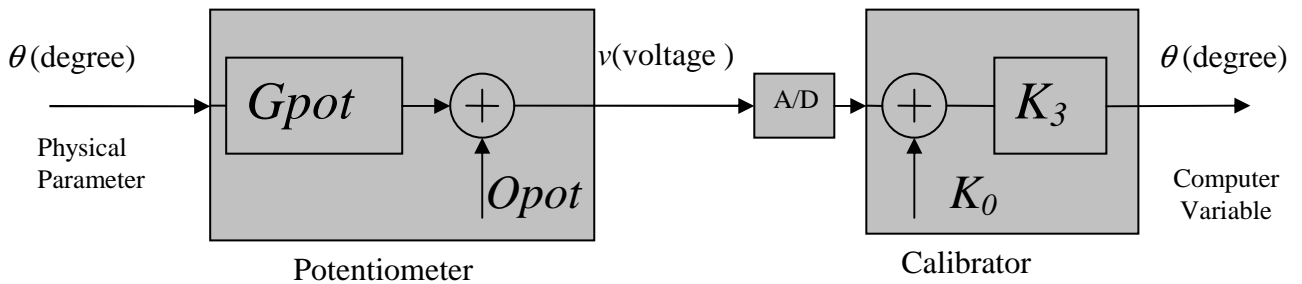 θ (degree)
Physical
Parameter
Gpot
+
Opot
Potentiometer
v(voltage )
A/D
+
K₀
K₃
Calibrator
θ (degree)
Computer
Variable